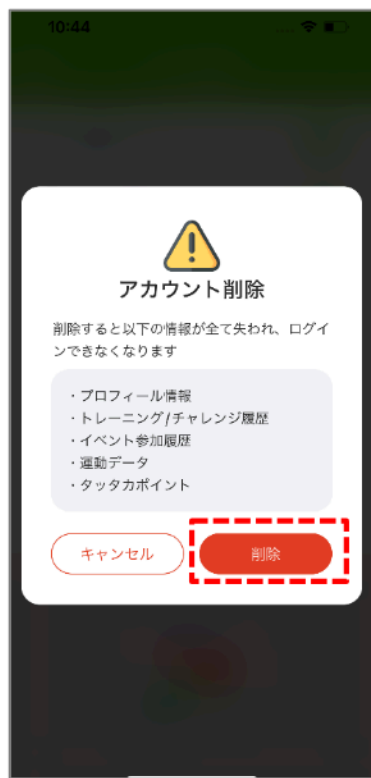 10:44
アカウント削除
削除すると以下の情報が全て失われ、ログイ
ンできなくなります
・プロフィール情報
・トレーニング/チャレンジ履歴
・イベント参加履歴
・運動データ
・タッタカポイント
キャンセル
削除